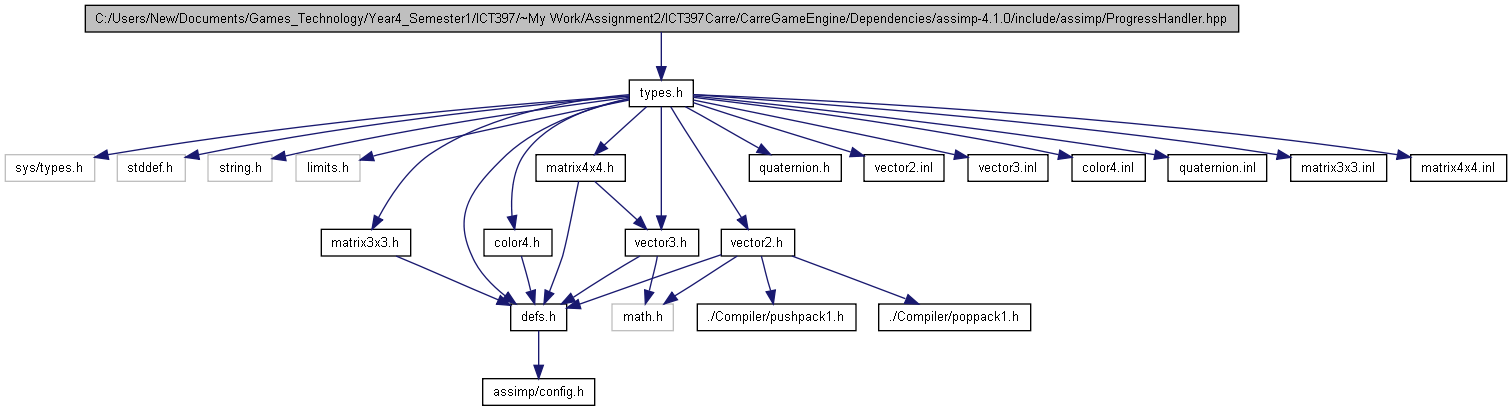 C:/Users/New/Documents/Games_Technology/Year4_Semester1/ICT397/~My Work/Assignment2/ICT397Carre/CarreGameEngine/Dependencies/assimp-4.1.0/include/assimp/ProgressHandler.hpp
types.h
sys/types.h
stddef.h
string.h
limits.h
matrix4x4.h
quaternion.h
vector2.inl
vector3.inl
color4.inl
quaternion.inl
matrix3x3.inl
matrix4x4.inl
matrix3x3.h
color4.h
vector3.h
vector2.h
defs.h
math.h
./Compiler/pushpack1.h
./Compiler/poppack1.h
assimp/config.h